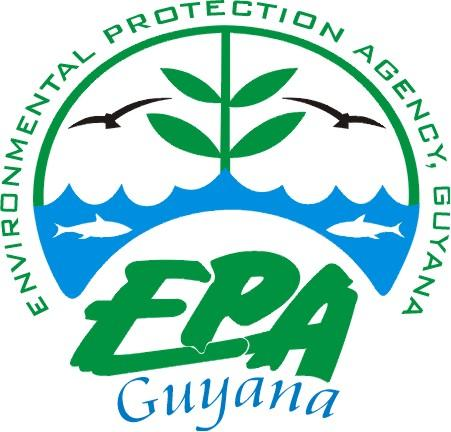 ENVIRONMENTAL PROTECTION AGENCY, GUYANA
EPA
Guyana